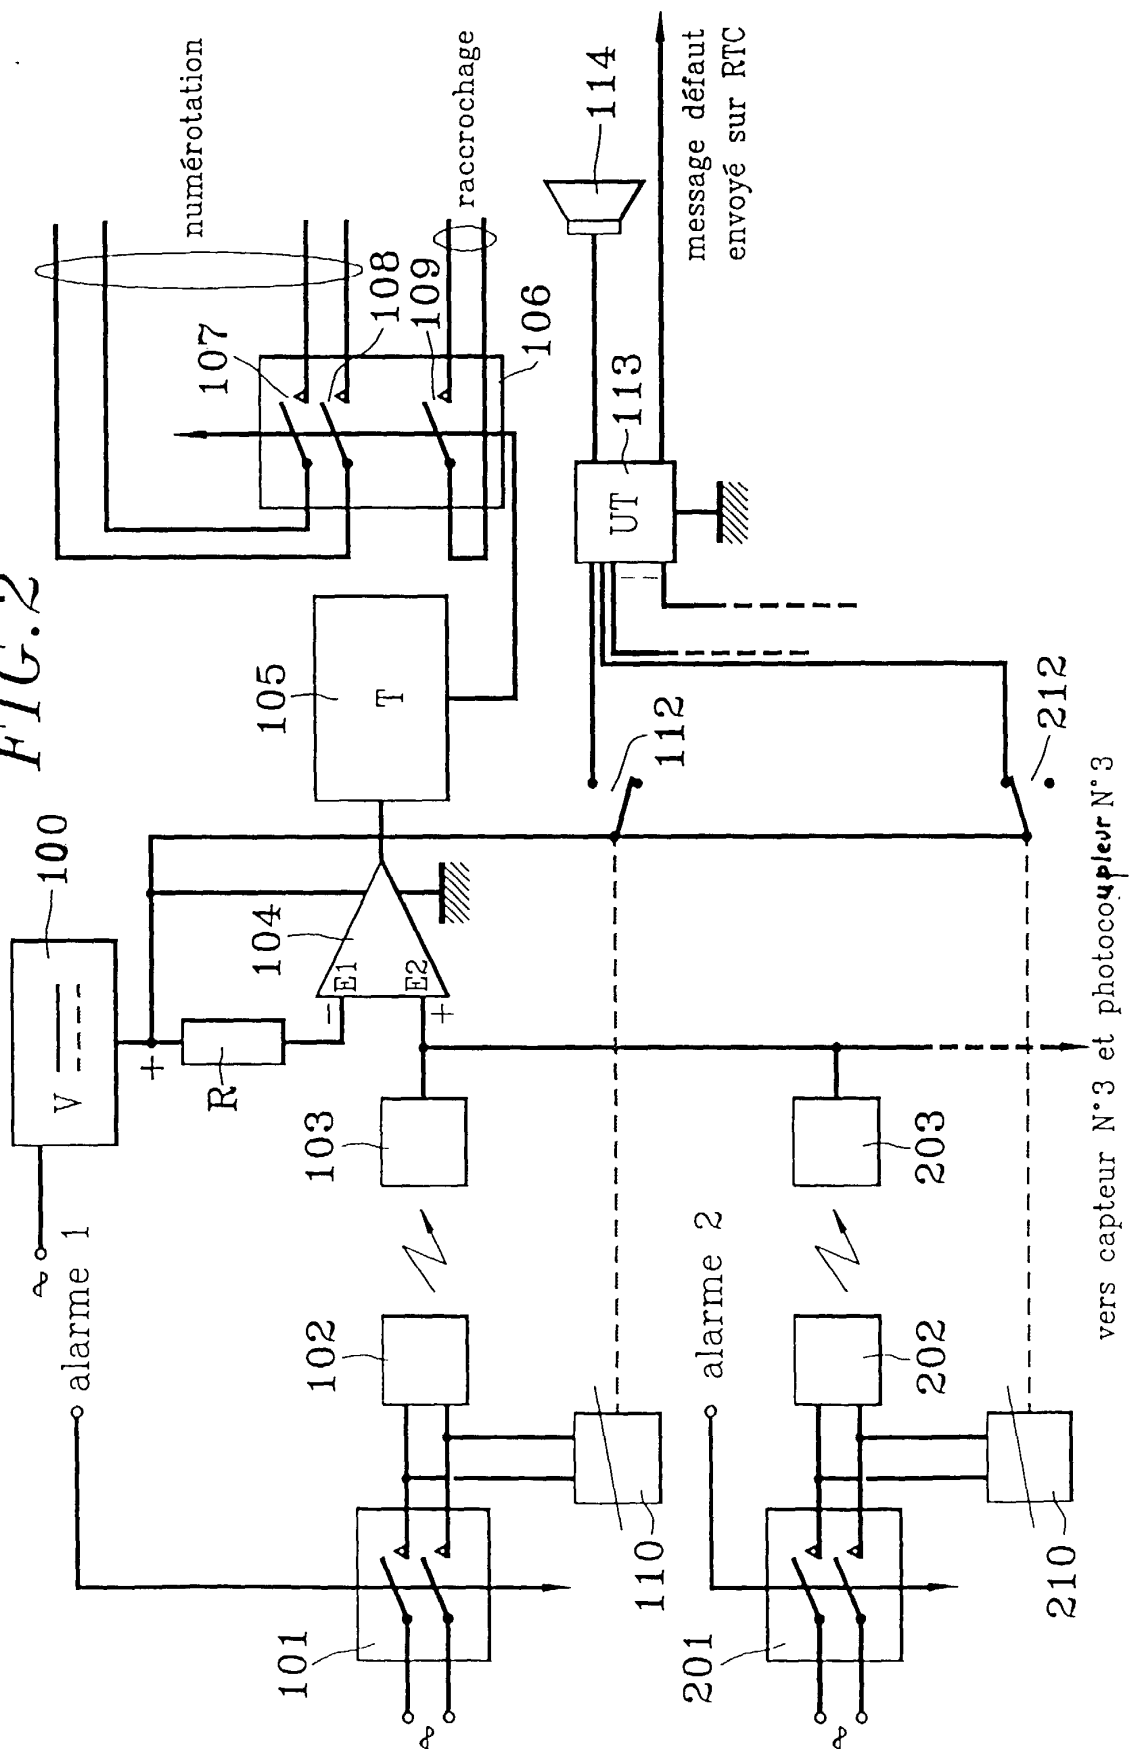 FIG.2
numérotation
raccrochage
107
108
109
106
100
V
+
R
105
T
104
E1
E2
−
+
114
113
UT
message défaut
envoyé sur RTC
112
212
∼
alarme 1
103
102
101
110
∼
alarme 2
203
202
201
210
∼
vers capteur N°3 et photocoupleur N°3